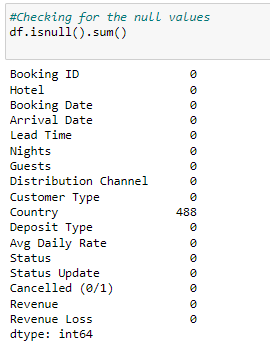 #Checking for the null values
df.isnull().sum()
Booking ID 0
Hotel 0
Booking Date 0
Arrival Date 0
Lead Time 0
Nights 0
Guests 0
Distribution Channel 0
Customer Type 0
Country 488
Deposit Type 0
Avg Daily Rate 0
Status 0
Status Update 0
Cancelled (0/1) 0
Revenue 0
Revenue Loss 0
dtype: int64